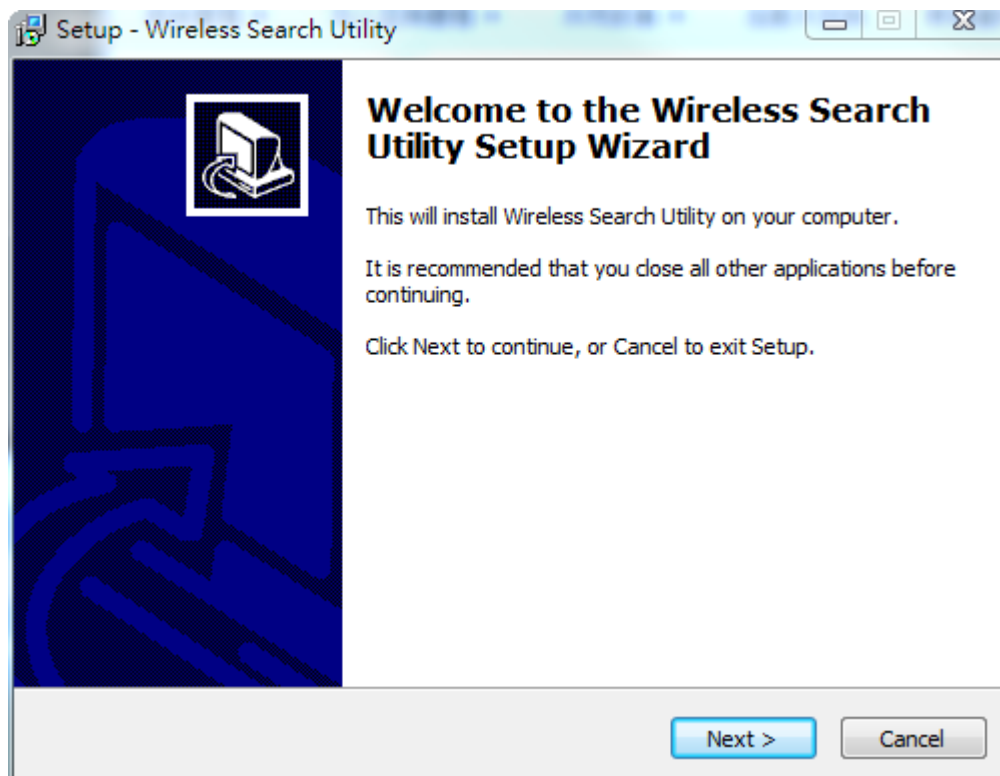 Setup - Wireless Search Utility
Welcome to the Wireless Search
Utility Setup Wizard
This will install Wireless Search Utility on your computer.
It is recommended that you close all other applications before
continuing.
Click Next to continue, or Cancel to exit Setup.
Next >
Cancel